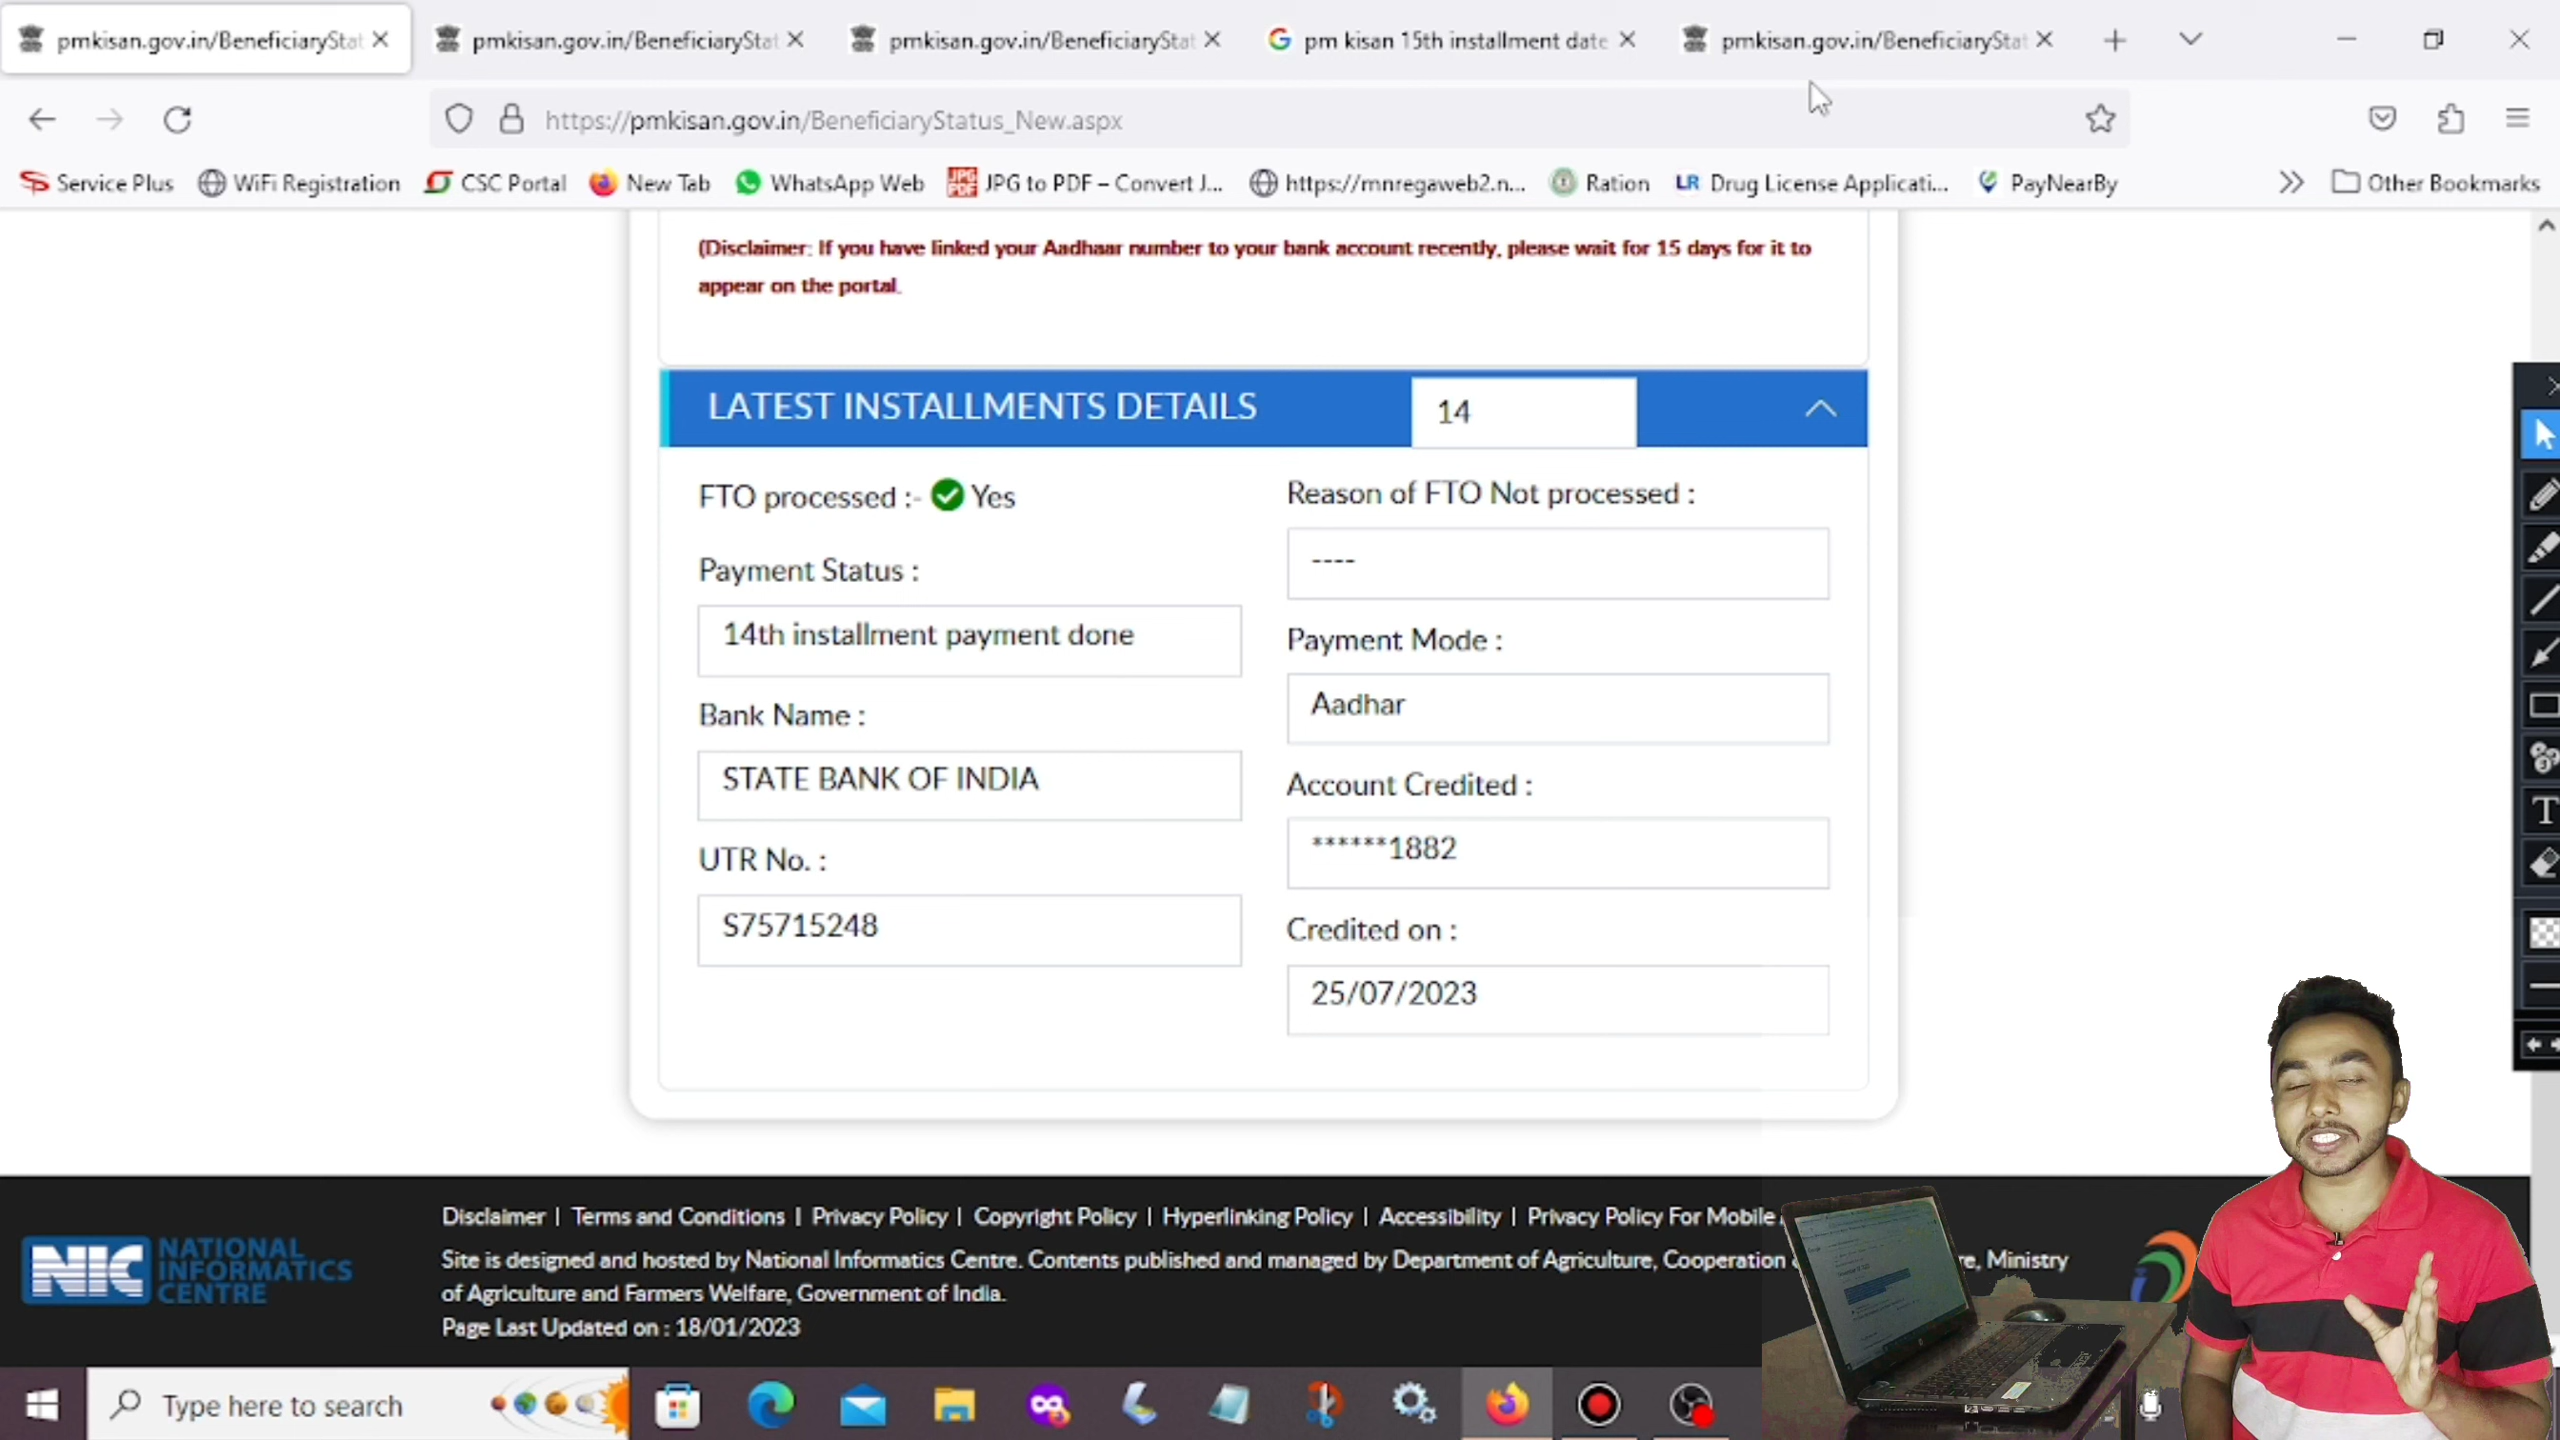 pmkisan.gov.in/BeneficiaryStat
pmkisan.gov.in/BeneficiaryStat
pmkisan.gov.in/BeneficiaryStat
pm kisan 15th installment date
pmkisan.gov.in/BeneficiaryStat
https://pmkisan.gov.in/BeneficiaryStatus_New.aspx
Service Plus
WiFi Registration
CSC Portal
New Tab
WhatsApp Web
JPG PDF
JPG to PDF – Convert J...
https://mnregaweb2.n...
Ration
LR Drug License Applicati...
PayNearBy
Other Bookmarks
(Disclaimer: If you have linked your Aadhaar number to your bank account recently, please wait for 15 days for it to
appear on the portal.
LATEST INSTALLMENTS DETAILS
14
FTO processed :- Yes
Reason of FTO Not processed :
----
Payment Status :
14th installment payment done
Payment Mode :
Aadhar
Bank Name :
STATE BANK OF INDIA
Account Credited :
******1882
UTR No. :
S75715248
Credited on :
25/07/2023
Disclaimer | Terms and Conditions | Privacy Policy | Copyright Policy | Hyperlinking Policy | Accessibility | Privacy Policy For Mobile
NIC NATIONAL
INFORMATICS
CENTRE
Site is designed and hosted by National Informatics Centre. Contents published and managed by Department of Agriculture, Cooperation re, Ministry
of Agriculture and Farmers Welfare, Government of India.
Page Last Updated on : 18/01/2023
Type here to search